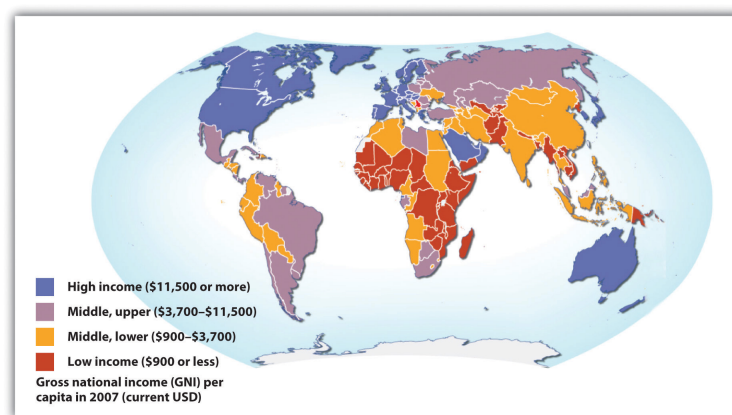 High income ($11,500 or more)
Middle, upper ($3,700–$11,500)
Middle, lower ($900–$3,700)
Low income ($900 or less)
Gross national income (GNI) per
capita in 2007 (current USD)